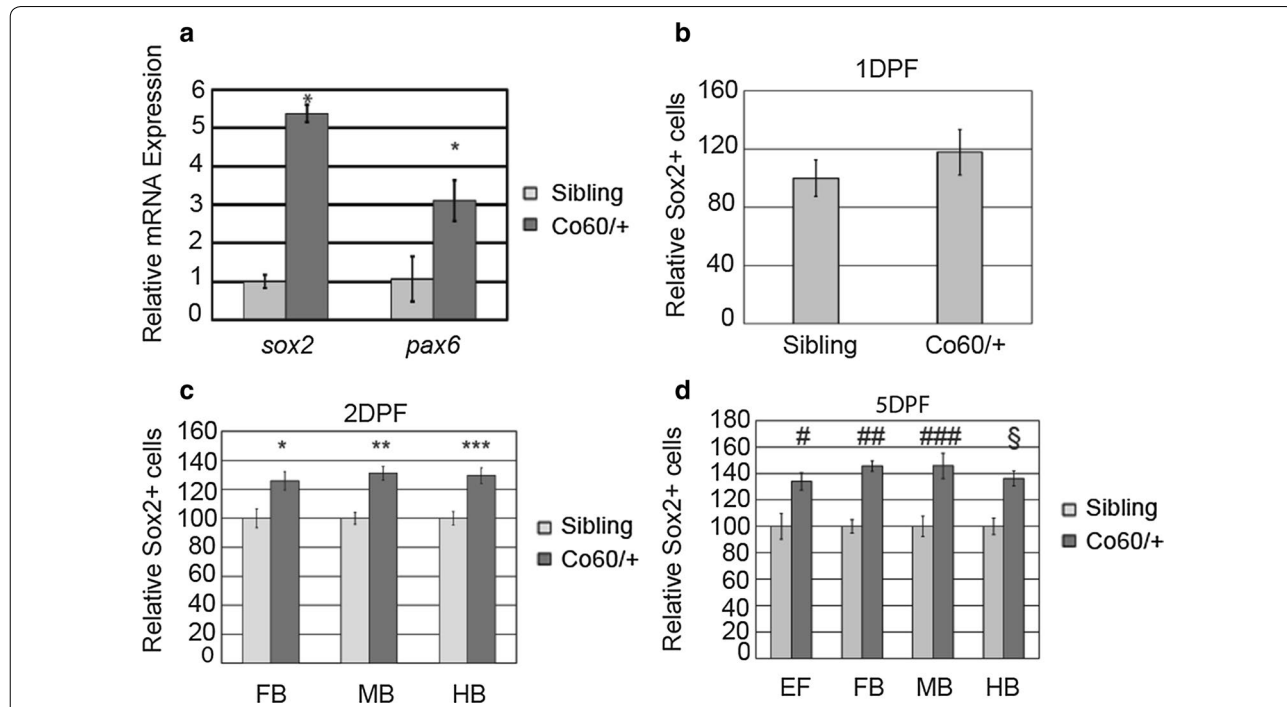 a
Relative mRNA Expression
6
5
4
3
2
1
0
*
*
sox2
pax6
Sibling
Co60/+
b
1DPF
Relative Sox2+ cells
160
120
80
40
0
Sibling
Co60/+
c
2DPF
Relative Sox2+ cells
160
140
120
100
80
60
40
20
0
*
**
***
FB
MB
HB
Sibling
Co60/+
d
5DPF
Relative Sox2+ cells
180
160
140
120
100
80
60
40
20
0
#
##
###
§
EF
FB
MB
HB
Sibling
Co60/+